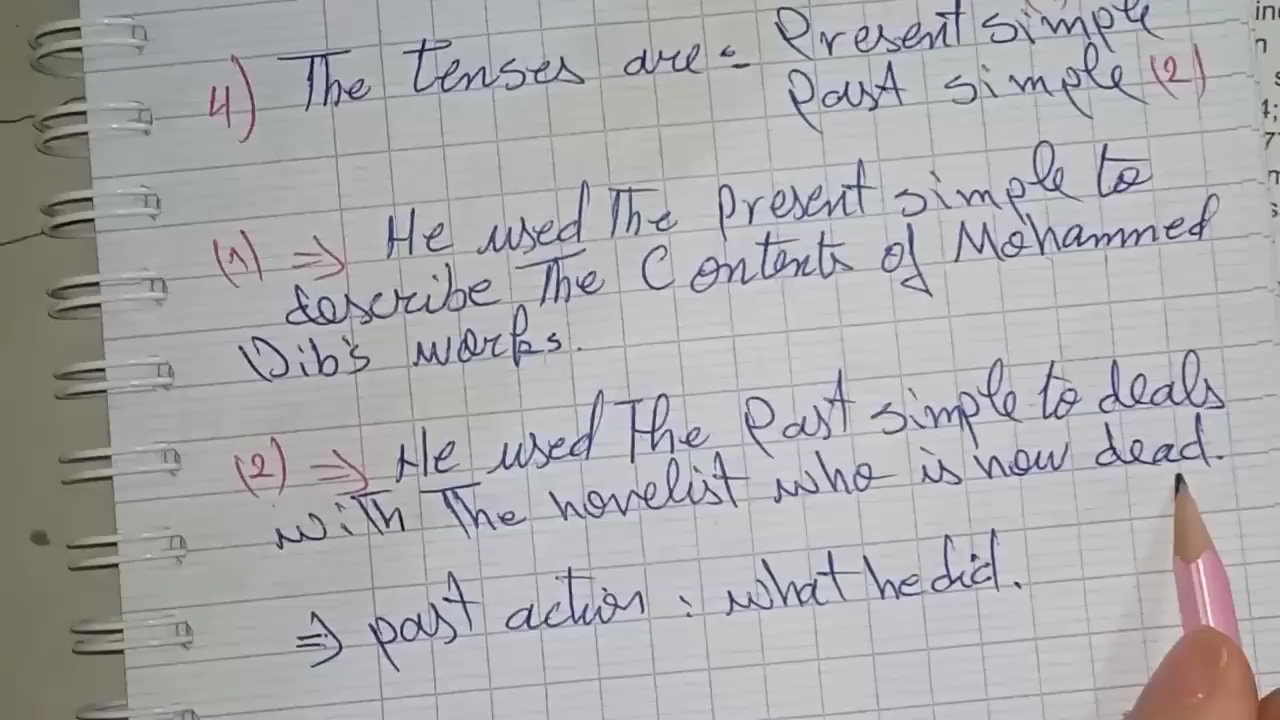 4) The tenses are: Present simple
Past simple (2)
(1) ⇒ He used The present simple to
describe The Contents of Mohammed
Dib's works.
(2) ⇒ He used The Past simple to deals
with The novelist who is now dead.
⇒ past action : what he did.